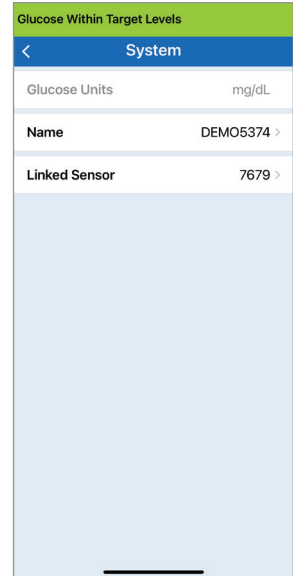 Glucose Within Target Levels
System
Glucose Units mg/dL
Name DEMO5374
Linked Sensor 7679